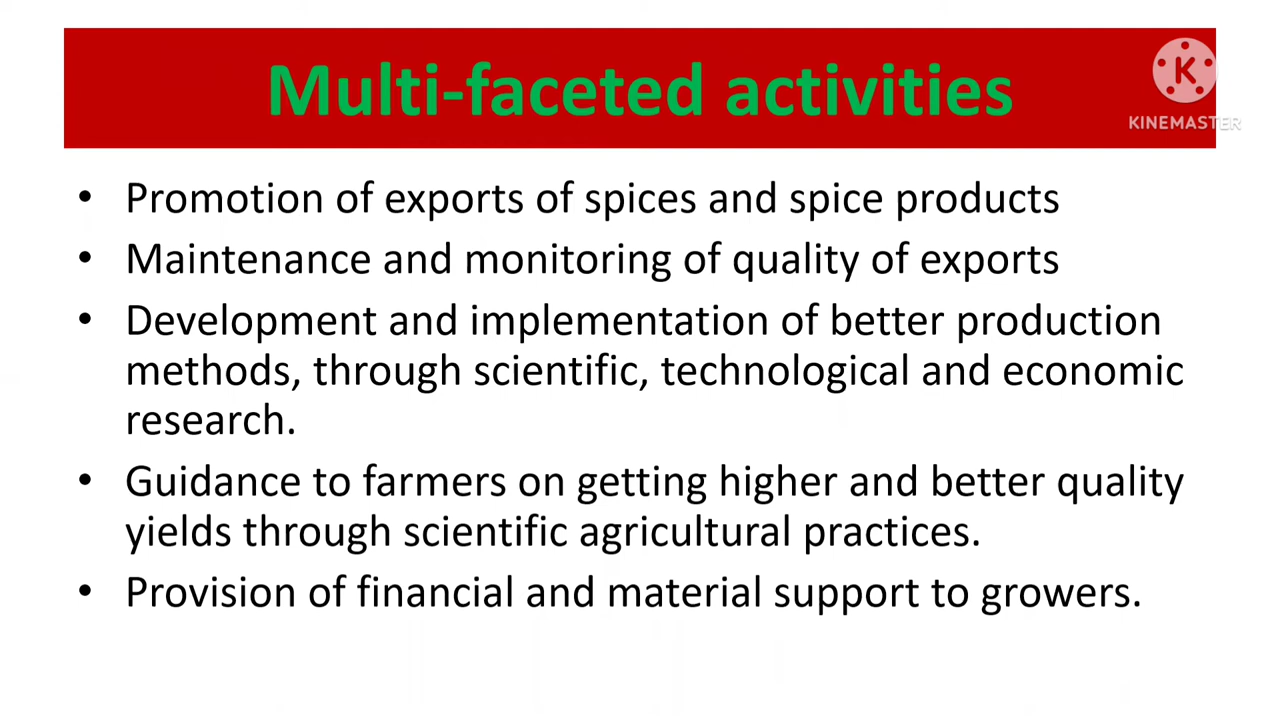 Multi-faceted activities
K
KINEMASTER
• Promotion of exports of spices and spice products
• Maintenance and monitoring of quality of exports
• Development and implementation of better production
methods, through scientific, technological and economic
research.
• Guidance to farmers on getting higher and better quality
yields through scientific agricultural practices.
• Provision of financial and material support to growers.